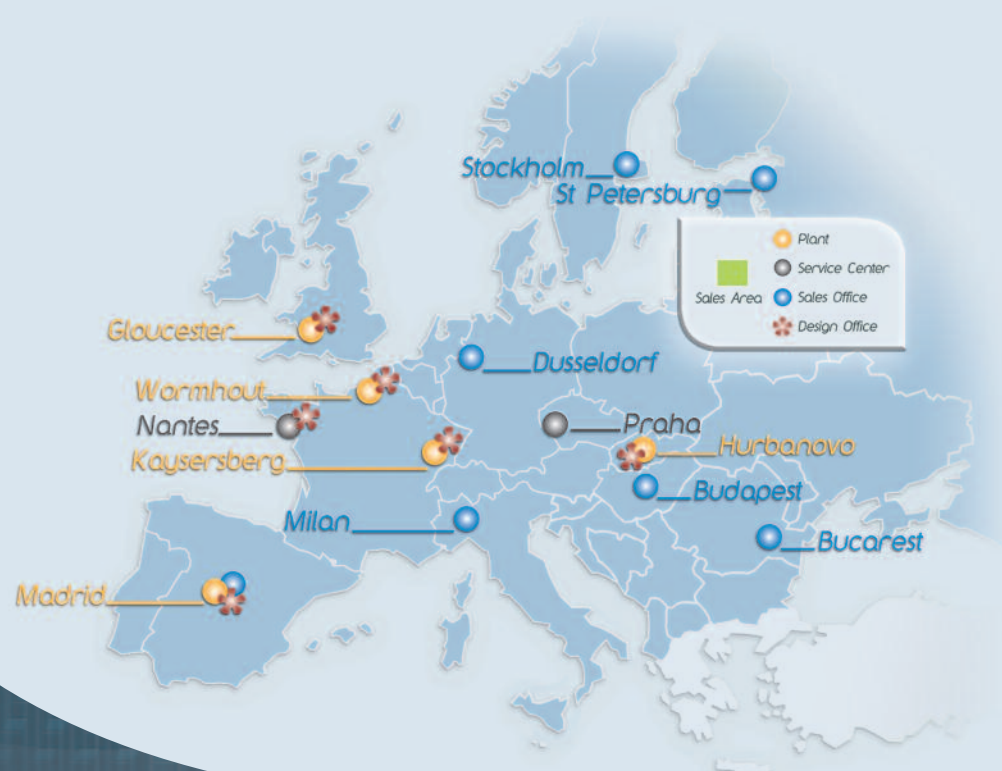 Stockholm
St Petersburg
Plant
Service Center
Sales Area
Sales Office
Design Office
Gloucester
Dusseldorf
Wormhout
Nantes
Praha
Kaysersberg
Hurbanovo
Budapest
Milan
Bucarest
Madrid